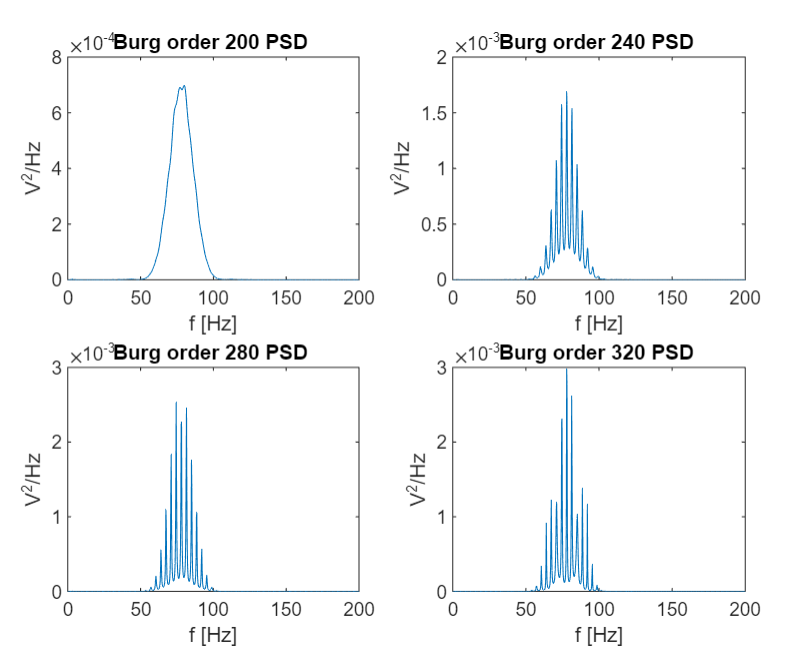 ×10-4 Burg order 200 PSD
8
6
4
2
0
V2/Hz
0 50 100 150 200
f [Hz]
×10-3 Burg order 240 PSD
2
1.5
1
0.5
0
V2/Hz
0 50 100 150 200
f [Hz]
×10-3 Burg order 280 PSD
3
2
1
0
V2/Hz
0 50 100 150 200
f [Hz]
×10-3 Burg order 320 PSD
3
2
1
0
V2/Hz
0 50 100 150 200
f [Hz]